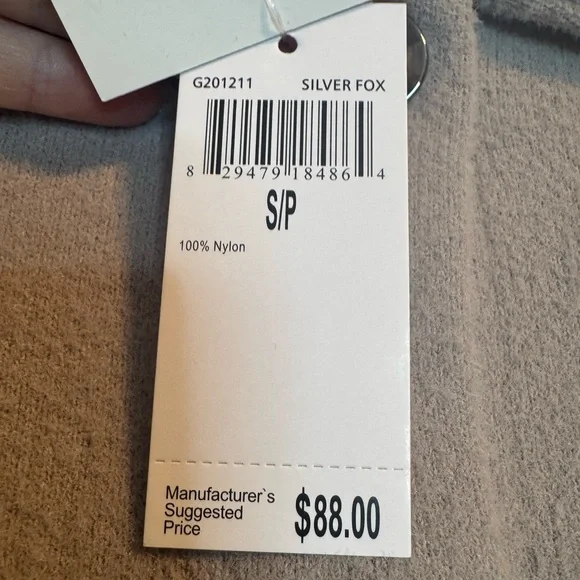 G201211 SILVER FOX
8 29479 18486 4
S/P
100% Nylon
Manufacturer`s
Suggested
Price
$88.00